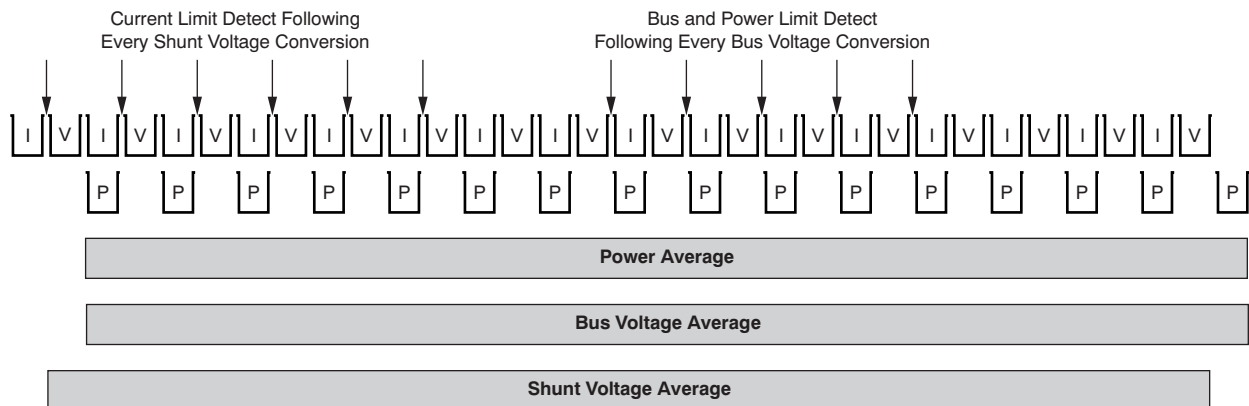 Current Limit Detect Following
Every Shunt Voltage Conversion
Bus and Power Limit Detect
Following Every Bus Voltage Conversion
I V I V I V I V I V I V I V I V I V I V I V I V I V I V I V I V
P P P P P P P P P P P P P P P P
Power Average
Bus Voltage Average
Shunt Voltage Average